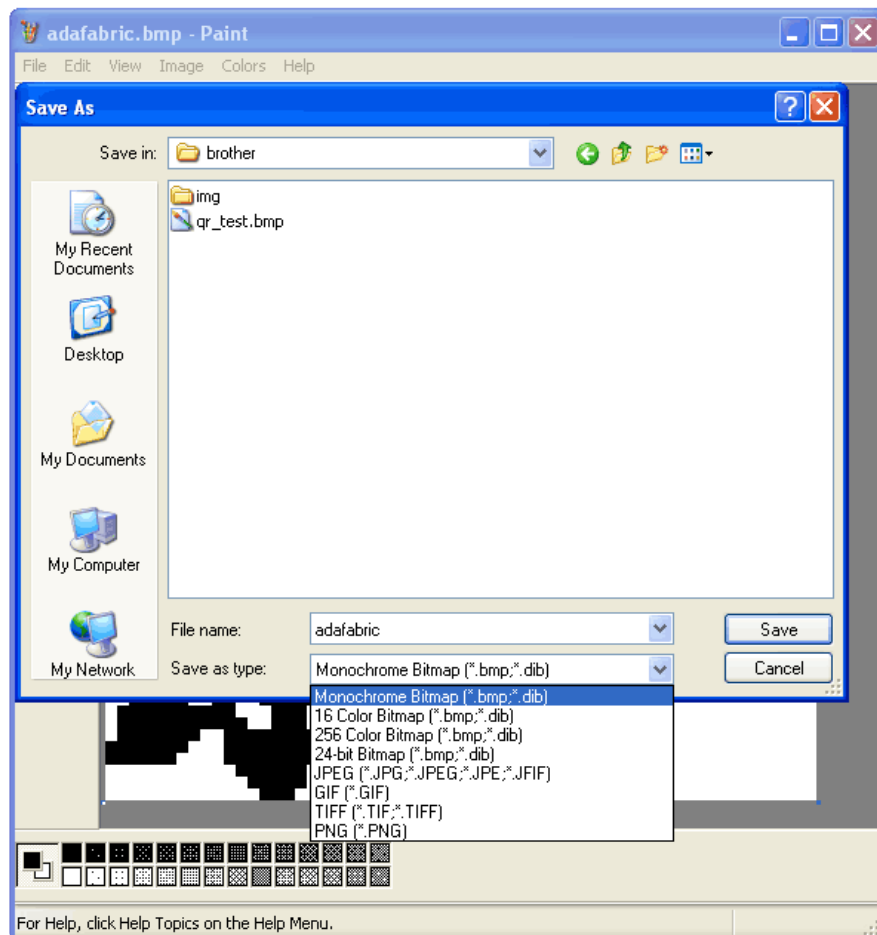 adafabric.bmp - Paint
File Edit View Image Colors Help
Save As
Save in: brother
img
qr_test.bmp
My Recent
Documents
Desktop
My Documents
My Computer
My Network
File name: adafabric Save
Save as type: Monochrome Bitmap (*.bmp;*.dib) Cancel
Monochrome Bitmap (*.bmp;*.dib)
16 Color Bitmap (*.bmp;*.dib)
256 Color Bitmap (*.bmp;*.dib)
24-bit Bitmap (*.bmp;*.dib)
JPEG (*.JPG;*.JPEG;*.JPE;*.JFIF)
GIF (*.GIF)
TIFF (*.TIF;*.TIFF)
PNG (*.PNG)
For Help, click Help Topics on the Help Menu.